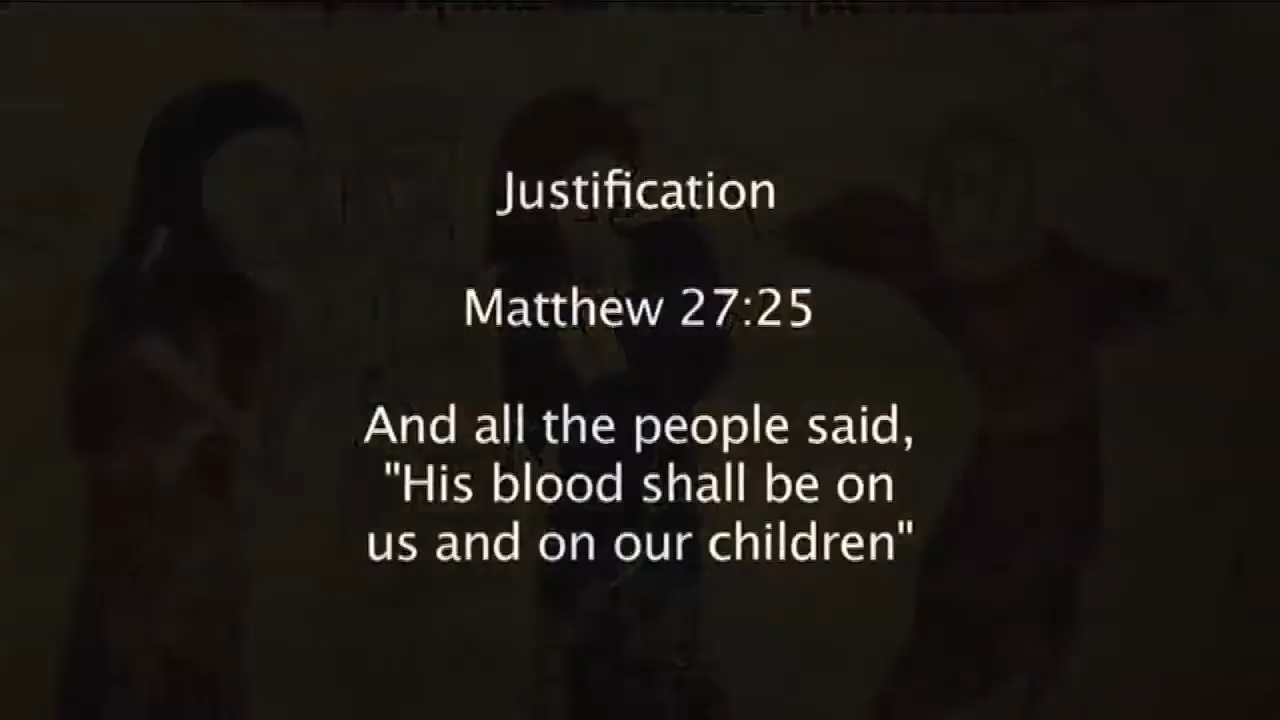 Justification
Matthew 27:25
And all the people said,
"His blood shall be on
us and on our children"